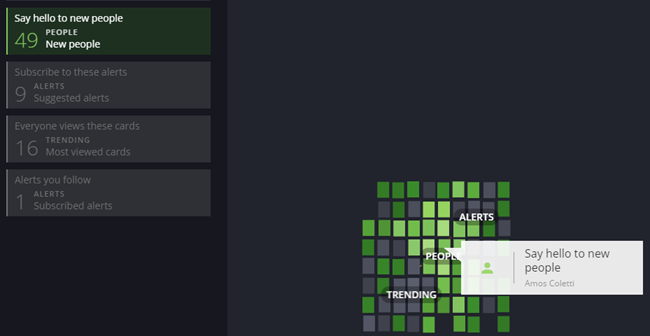 Say hello to new people
49
PEOPLE
New people
Subscribe to these alerts
9
ALERTS
Suggested alerts
Everyone views these cards
16
TRENDING
Most viewed cards
Alerts you follow
1
ALERTS
Subscribed alerts
ALERTS
PEOPLE
TRENDING
Say hello to new
people
Amos Coletti